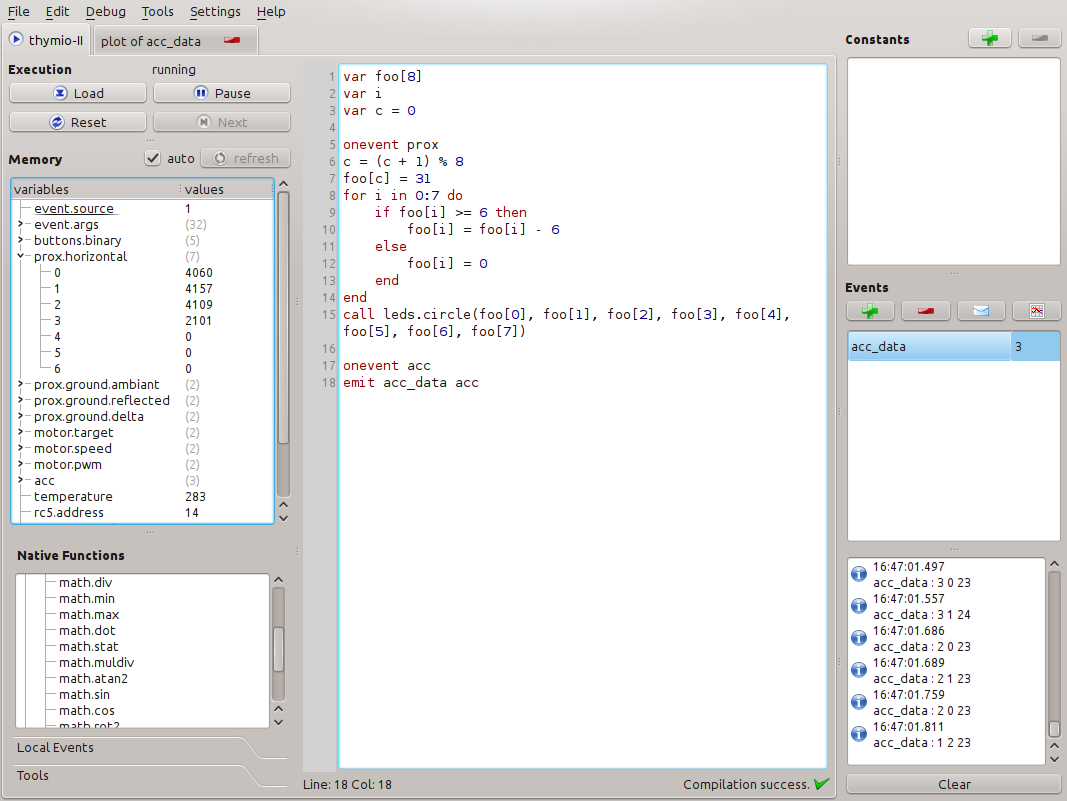 File Edit Debug Tools Settings Help
thymio-II plot of acc_data
Execution running
Load Pause
Reset Next
Memory auto refresh
variables values
event.source 1
event.args (32)
buttons.binary (5)
prox.horizontal (7)
0 4060
1 4157
2 4109
3 2101
4 0
5 0
6 0
prox.ground.ambiant (2)
prox.ground.reflected (2)
prox.ground.delta (2)
motor.target (2)
motor.speed (2)
motor.pwm (2)
acc (3)
temperature 283
rc5.address 14
Native Functions
math.div
math.min
math.max
math.dot
math.stat
math.muldiv
math.atan2
math.sin
math.cos
math.rot2
Local Events
Tools
1 var foo[8]
2 var i
3 var c = 0
4
5 onevent prox
6 c = (c + 1) % 8
7 foo[c] = 31
8 for i in 0:7 do
9 if foo[i] >= 6 then
10 foo[i] = foo[i] - 6
11 else
12 foo[i] = 0
13 end
14 end
15 call leds.circle(foo[0], foo[1], foo[2], foo[3], foo[4],
foo[5], foo[6], foo[7])
16
17 onevent acc
18 emit acc_data acc
Line: 18 Col: 18 Compilation success.
Constants
Events
acc_data 3
16:47:01.497
acc_data : 3 0 23
16:47:01.557
acc_data : 3 1 24
16:47:01.686
acc_data : 2 0 23
16:47:01.689
acc_data : 2 1 23
16:47:01.759
acc_data : 2 0 23
16:47:01.811
acc_data : 1 2 23
Clear